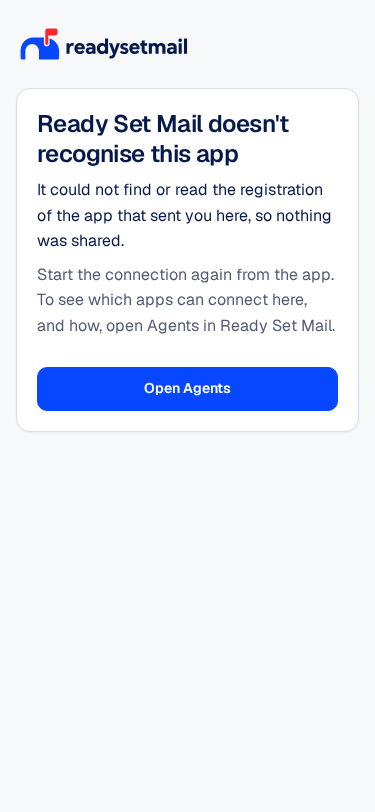 readysetmail
Ready Set Mail doesn't
recognise this app
It could not find or read the registration
of the app that sent you here, so nothing
was shared.
Start the connection again from the app.
To see which apps can connect here,
and how, open Agents in Ready Set Mail.
Open Agents